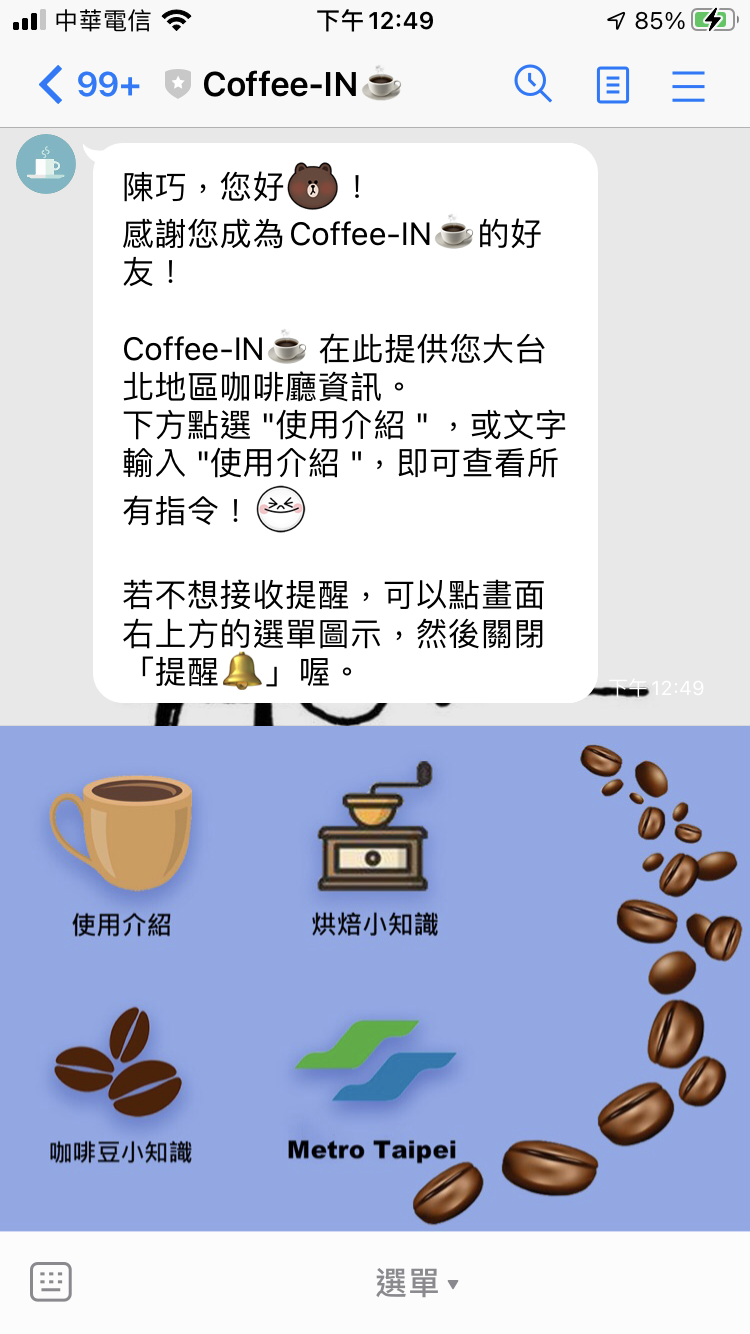 中華電信
下午12:49
85%
99+
Coffee-IN
陳巧，您好！
感謝您成為Coffee-IN的好
友！
Coffee-IN 在此提供您大台
北地區咖啡廳資訊。
下方點選 "使用介紹 " ，或文字
輸入 "使用介紹 "，即可查看所
有指令！
若不想接收提醒，可以點畫面
右上方的選單圖示，然後關閉
「提醒」喔。
下午12:49
使用介紹
烘焙小知識
咖啡豆小知識
Metro Taipei
選單